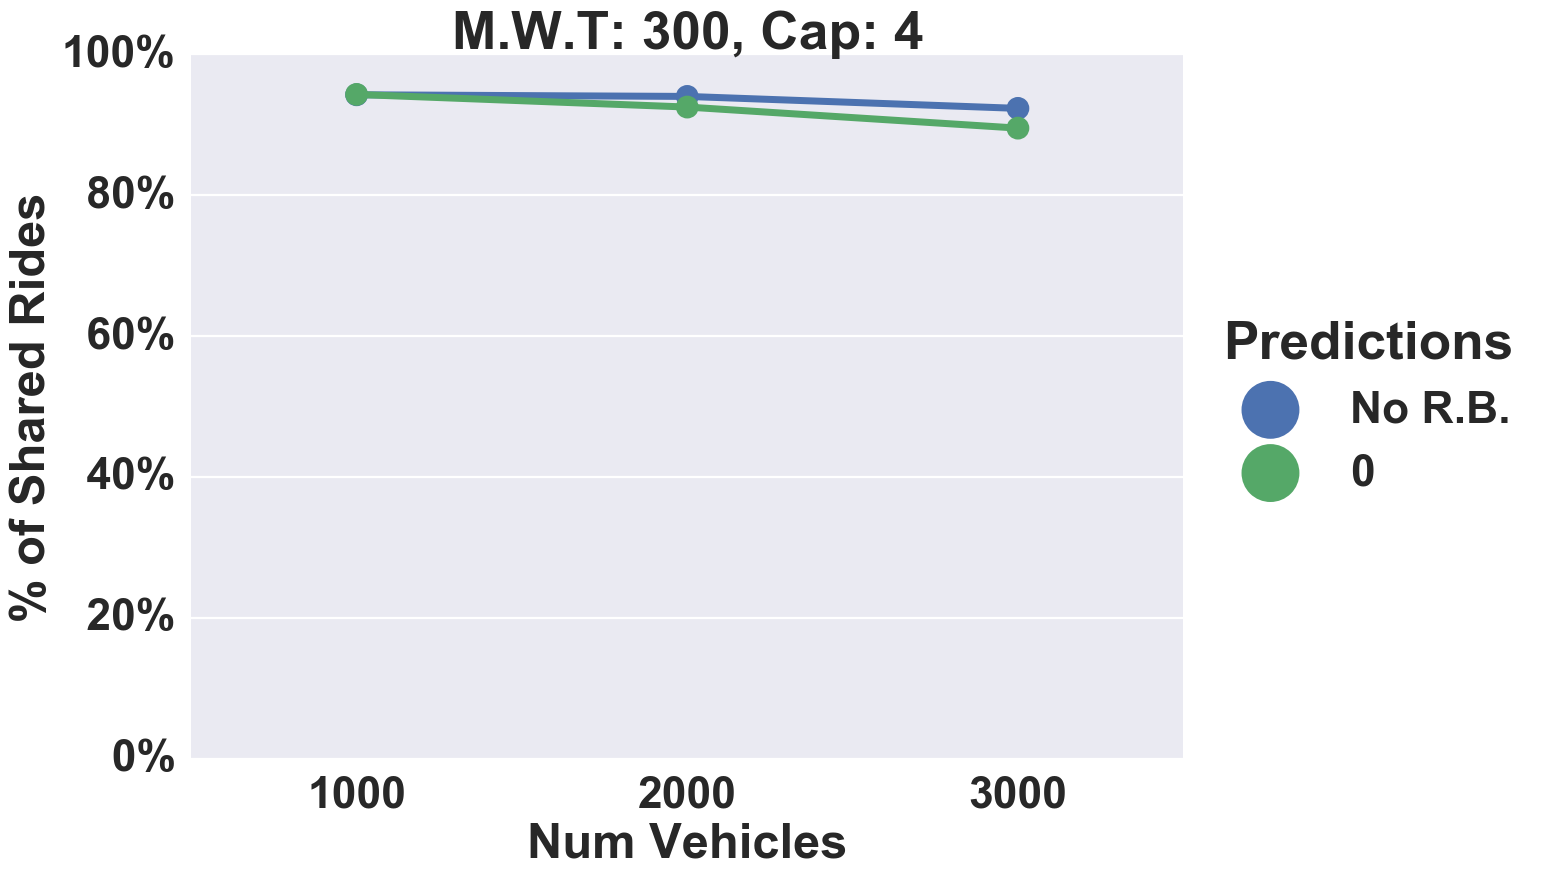 M.W.T: 300, Cap: 4
100%
80%
60%
40%
20%
0%
% of Shared Rides
1000 2000 3000
Num Vehicles
Predictions
No R.B.
0